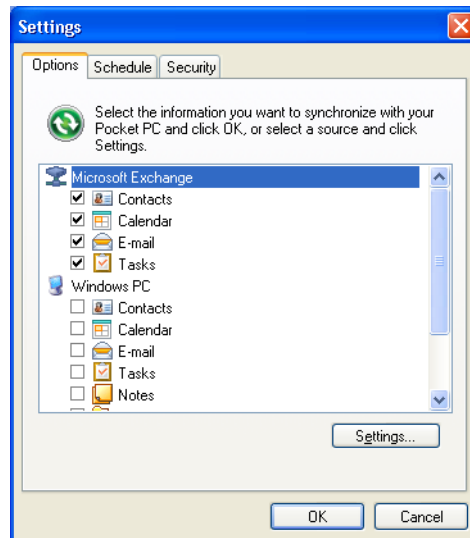 Settings
Options Schedule Security
Select the information you want to synchronize with your
Pocket PC and click OK, or select a source and click
Settings.
Microsoft Exchange
Contacts
Calendar
E-mail
Tasks
Windows PC
Contacts
Calendar
E-mail
Tasks
Notes
Settings...
OK Cancel